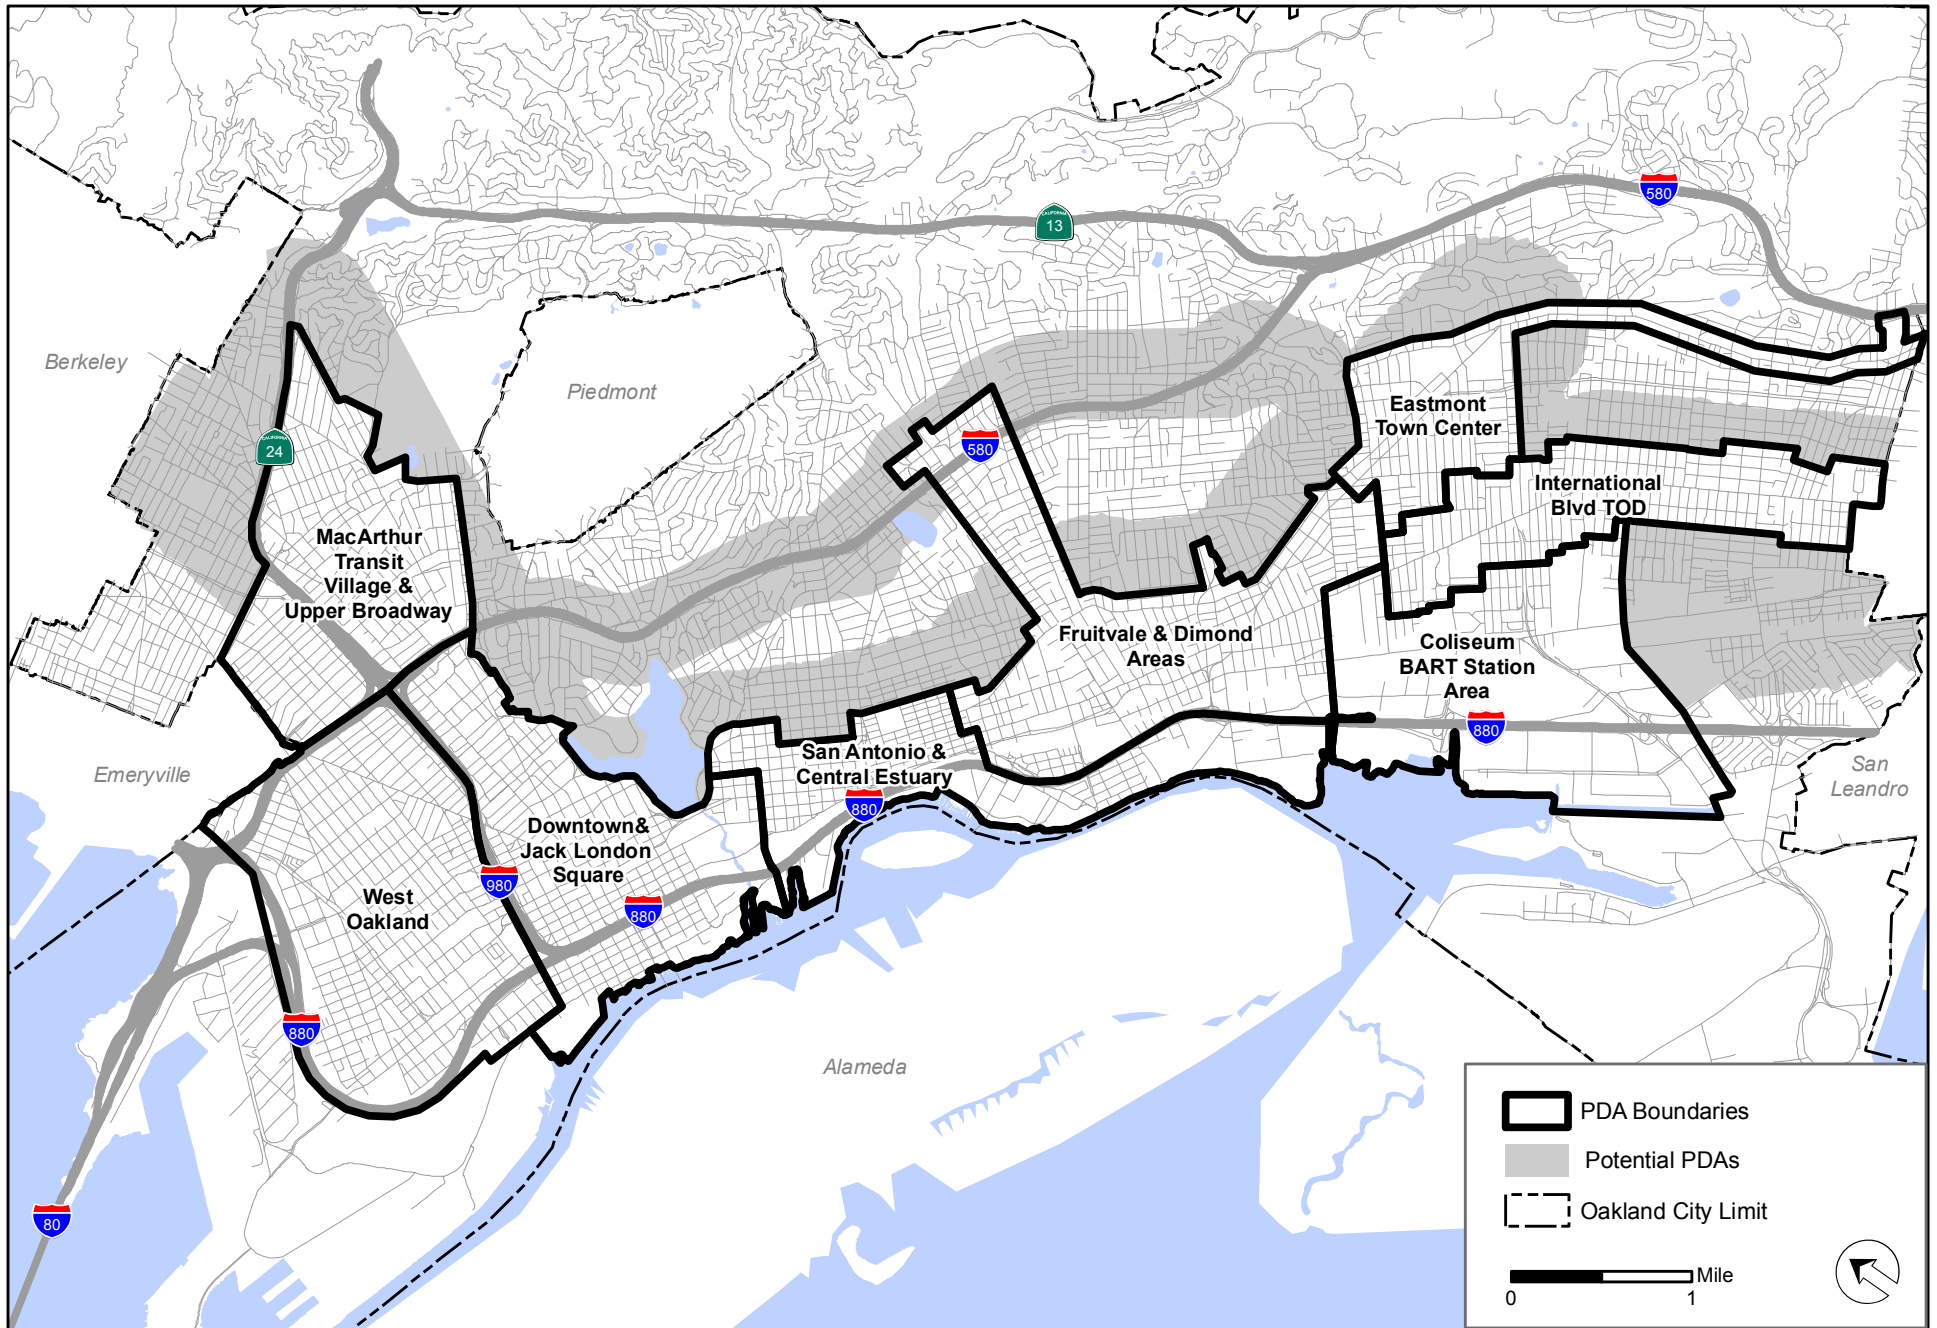 580
CALIFORNIA
13
Berkeley
Piedmont
CALIFORNIA
24
580
Eastmont
Town Center
International
Blvd TOD
MacArthur
Transit
Village &
Upper Broadway
Fruitvale & Dimond
Areas
Coliseum
BART Station
Area
880
San Antonio &
Central Estuary
880
Emeryville
San
Leandro
Downtown&
Jack London
Square
980
880
West
Oakland
880
Alameda
80
PDA Boundaries
Potential PDAs
Oakland City Limit
Mile
0 1